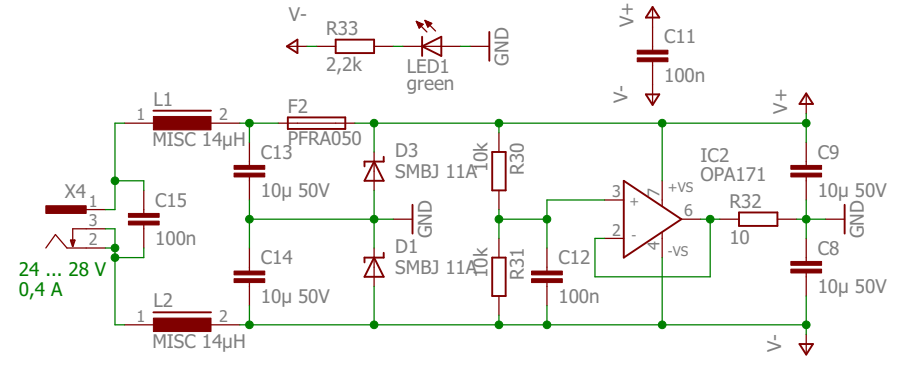 V-
R33
2,2k
LED1
green
GND
V+
C11
100n
V-
L1
1
2
MISC 14µH
F2
PFRA050
V+
C13
10µ 50V
D3
SMBJ 11A
10k
R30
IC2
OPA171
C9
10µ 50V
X4
1
3
2
C15
100n
GND
3
2
+
-
7
+VS
6
4
-VS
R32
10
GND
24 ... 28 V
0,4 A
C14
10µ 50V
D1
SMBJ 11A
10k
R31
C12
100n
C8
10µ 50V
L2
1
2
MISC 14µH
V-